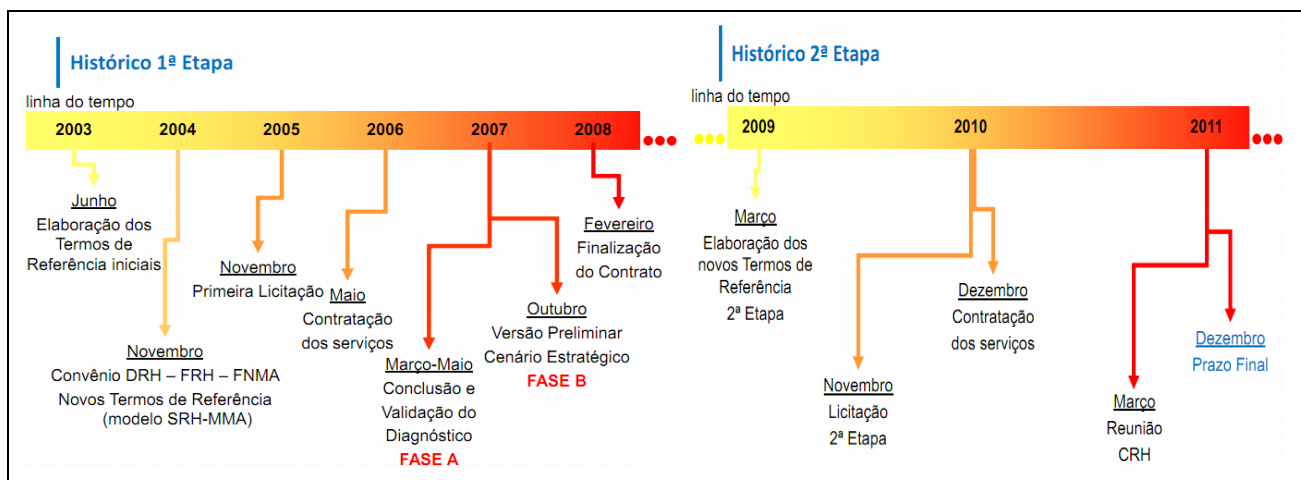 Histórico 1ª Etapa
linha do tempo
2003
2004
2005
2006
2007
2008
Junho
Elaboração dos
Termos de
Referência iniciais
Novembro
Convênio DRH – FRH – FNMA
Novos Termos de Referência
(modelo SRH-MMA)
Novembro
Primeira Licitação
Maio
Contratação
dos serviços
Março-Maio
Conclusão e
Validação do
Diagnóstico
FASE A
Outubro
Versão Preliminar
Cenário Estratégico
FASE B
Fevereiro
Finalização
do Contrato
Histórico 2ª Etapa
linha do tempo
2009
2010
2011
Março
Elaboração dos
novos Termos de
Referência
2ª Etapa
Novembro
Licitação
2ª Etapa
Dezembro
Contratação
dos serviços
Março
Reunião
CRH
Dezembro
Prazo Final